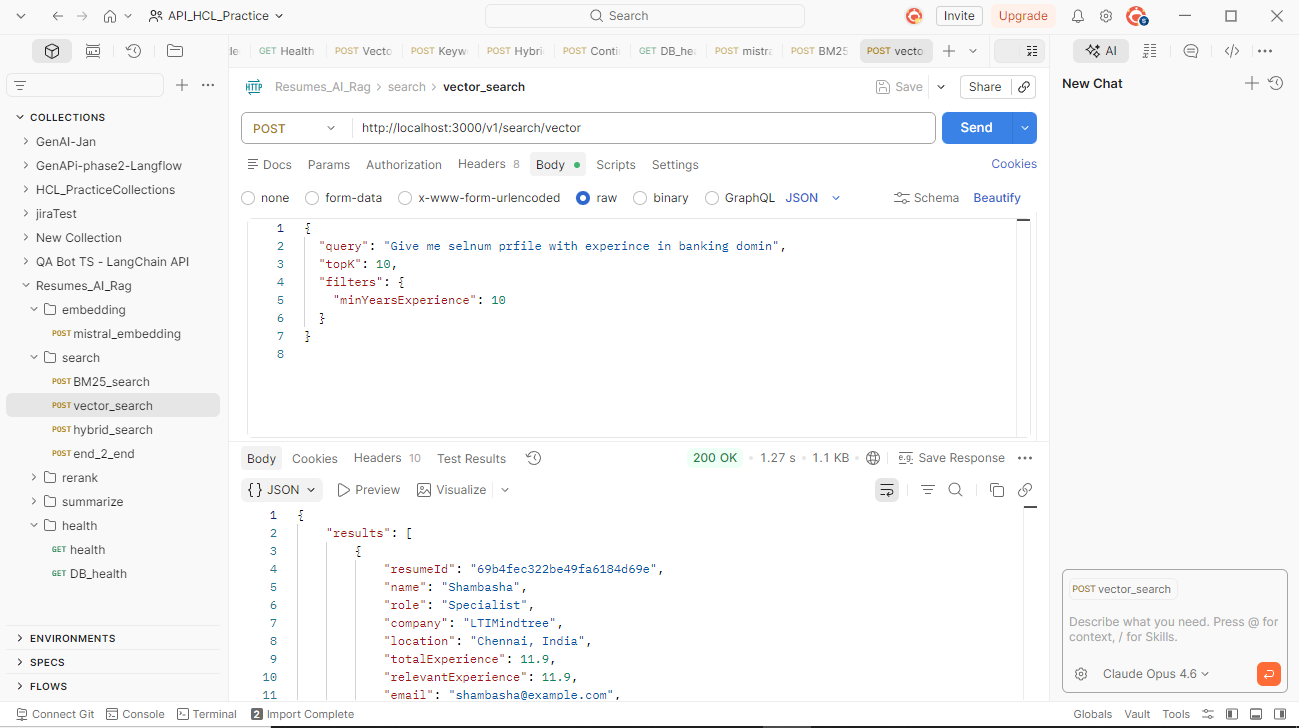 API_HCL_Practice
Search
Invite
Upgrade
GET Health
POST Vecto
POST Keyw
POST Hybri
POST Conti
GET DB_hea
POST mistra
POST BM25
POST vecto
AI
COLLECTIONS
GenAI-Jan
GenAPi-phase2-Langflow
HCL_PracticeCollections
jiraTest
New Collection
QA Bot TS - LangChain API
Resumes_AI_Rag
embedding
POST mistral_embedding
search
POST BM25_search
POST vector_search
POST hybrid_search
POST end_2_end
rerank
summarize
health
GET health
GET DB_health
ENVIRONMENTS
SPECS
FLOWS
HTTP Resumes_AI_Rag > search > vector_search
Save
Share
POST http://localhost:3000/v1/search/vector
Send
Docs Params Authorization Headers 8 Body Scripts Settings
Cookies
none form-data x-www-form-urlencoded raw binary GraphQL JSON
Schema Beautify
1 {
2 "query": "Give me selnum prfile with experince in banking domin",
3 "topK": 10,
4 "filters": {
5 "minYearsExperience": 10
6 }
7 }
8
Body Cookies Headers 10 Test Results
200 OK • 1.27 s • 1.1 KB
e.g. Save Response
{} JSON Preview Visualize
1 {
2 "results": [
3 {
4 "resumeId": "69b4fec322be49fa6184d69e",
5 "name": "Shambasha",
6 "role": "Specialist",
7 "company": "LTIMindtree",
8 "location": "Chennai, India",
9 "totalExperience": 11.9,
10 "relevantExperience": 11.9,
11 "email": "shambasha@example.com",
New Chat
POST vector_search
Describe what you need. Press @ for
context, / for Skills.
Claude Opus 4.6
Connect Git Console Terminal 2 Import Complete
Globals Vault Tools